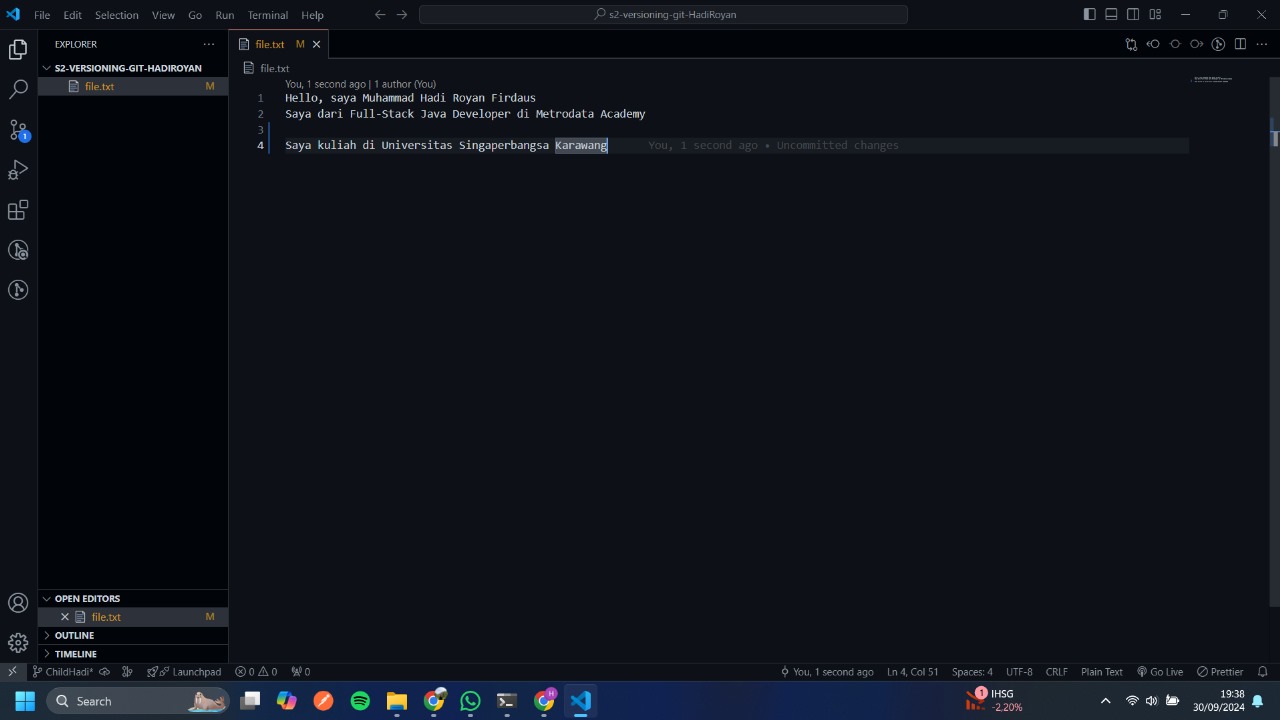 File Edit Selection View Go Run Terminal Help
s2-versioning-git-HadiRoyan
EXPLORER
file.txt M
S2-VERSIONING-GIT-HADIROYAN
file.txt M
file.txt
You, 1 second ago | 1 author (You)
1 Hello, saya Muhammad Hadi Royan Firdaus
2 Saya dari Full-Stack Java Developer di Metrodata Academy
3
4 Saya kuliah di Universitas Singaperbangsa Karawang You, 1 second ago • Uncommitted changes
1
OPEN EDITORS
file.txt M
OUTLINE
TIMELINE
ChildHadi* Launchpad 0 0 0 You, 1 second ago Ln 4, Col 51 Spaces: 4 UTF-8 CRLF Plain Text Go Live Prettier
Search
H
1
IHSG
-2,20%
19:38
30/09/2024